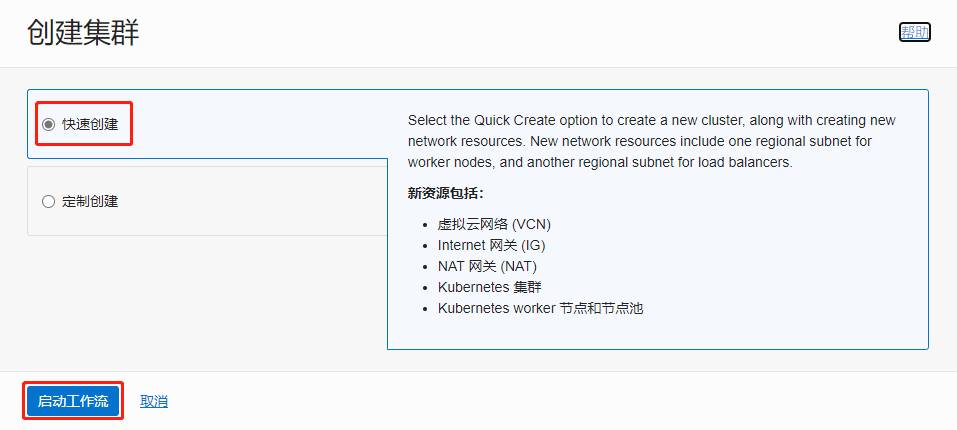 创建集群
帮助
快速创建
定制创建
Select the Quick Create option to create a new cluster, along with creating new
network resources. New network resources include one regional subnet for
worker nodes, and another regional subnet for load balancers.
新资源包括：
• 虚拟云网络 (VCN)
• Internet 网关 (IG)
• NAT 网关 (NAT)
• Kubernetes 集群
• Kubernetes worker 节点和节点池
启动工作流
取消